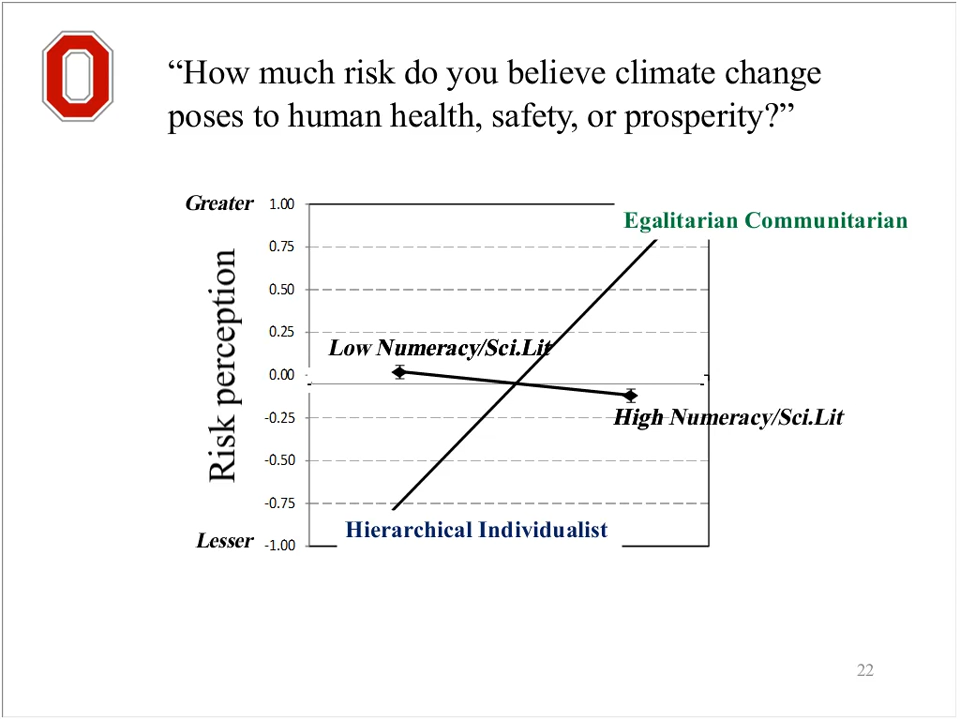 “How much risk do you believe climate change
poses to human health, safety, or prosperity?”
Greater
1.00
Egalitarian Communitarian
0.75
0.50
0.25
Low Numeracy/Sci.Lit
0.00
High Numeracy/Sci.Lit
-0.25
-0.50
-0.75
Hierarchical Individualist
Lesser
-1.00
Risk perception
22